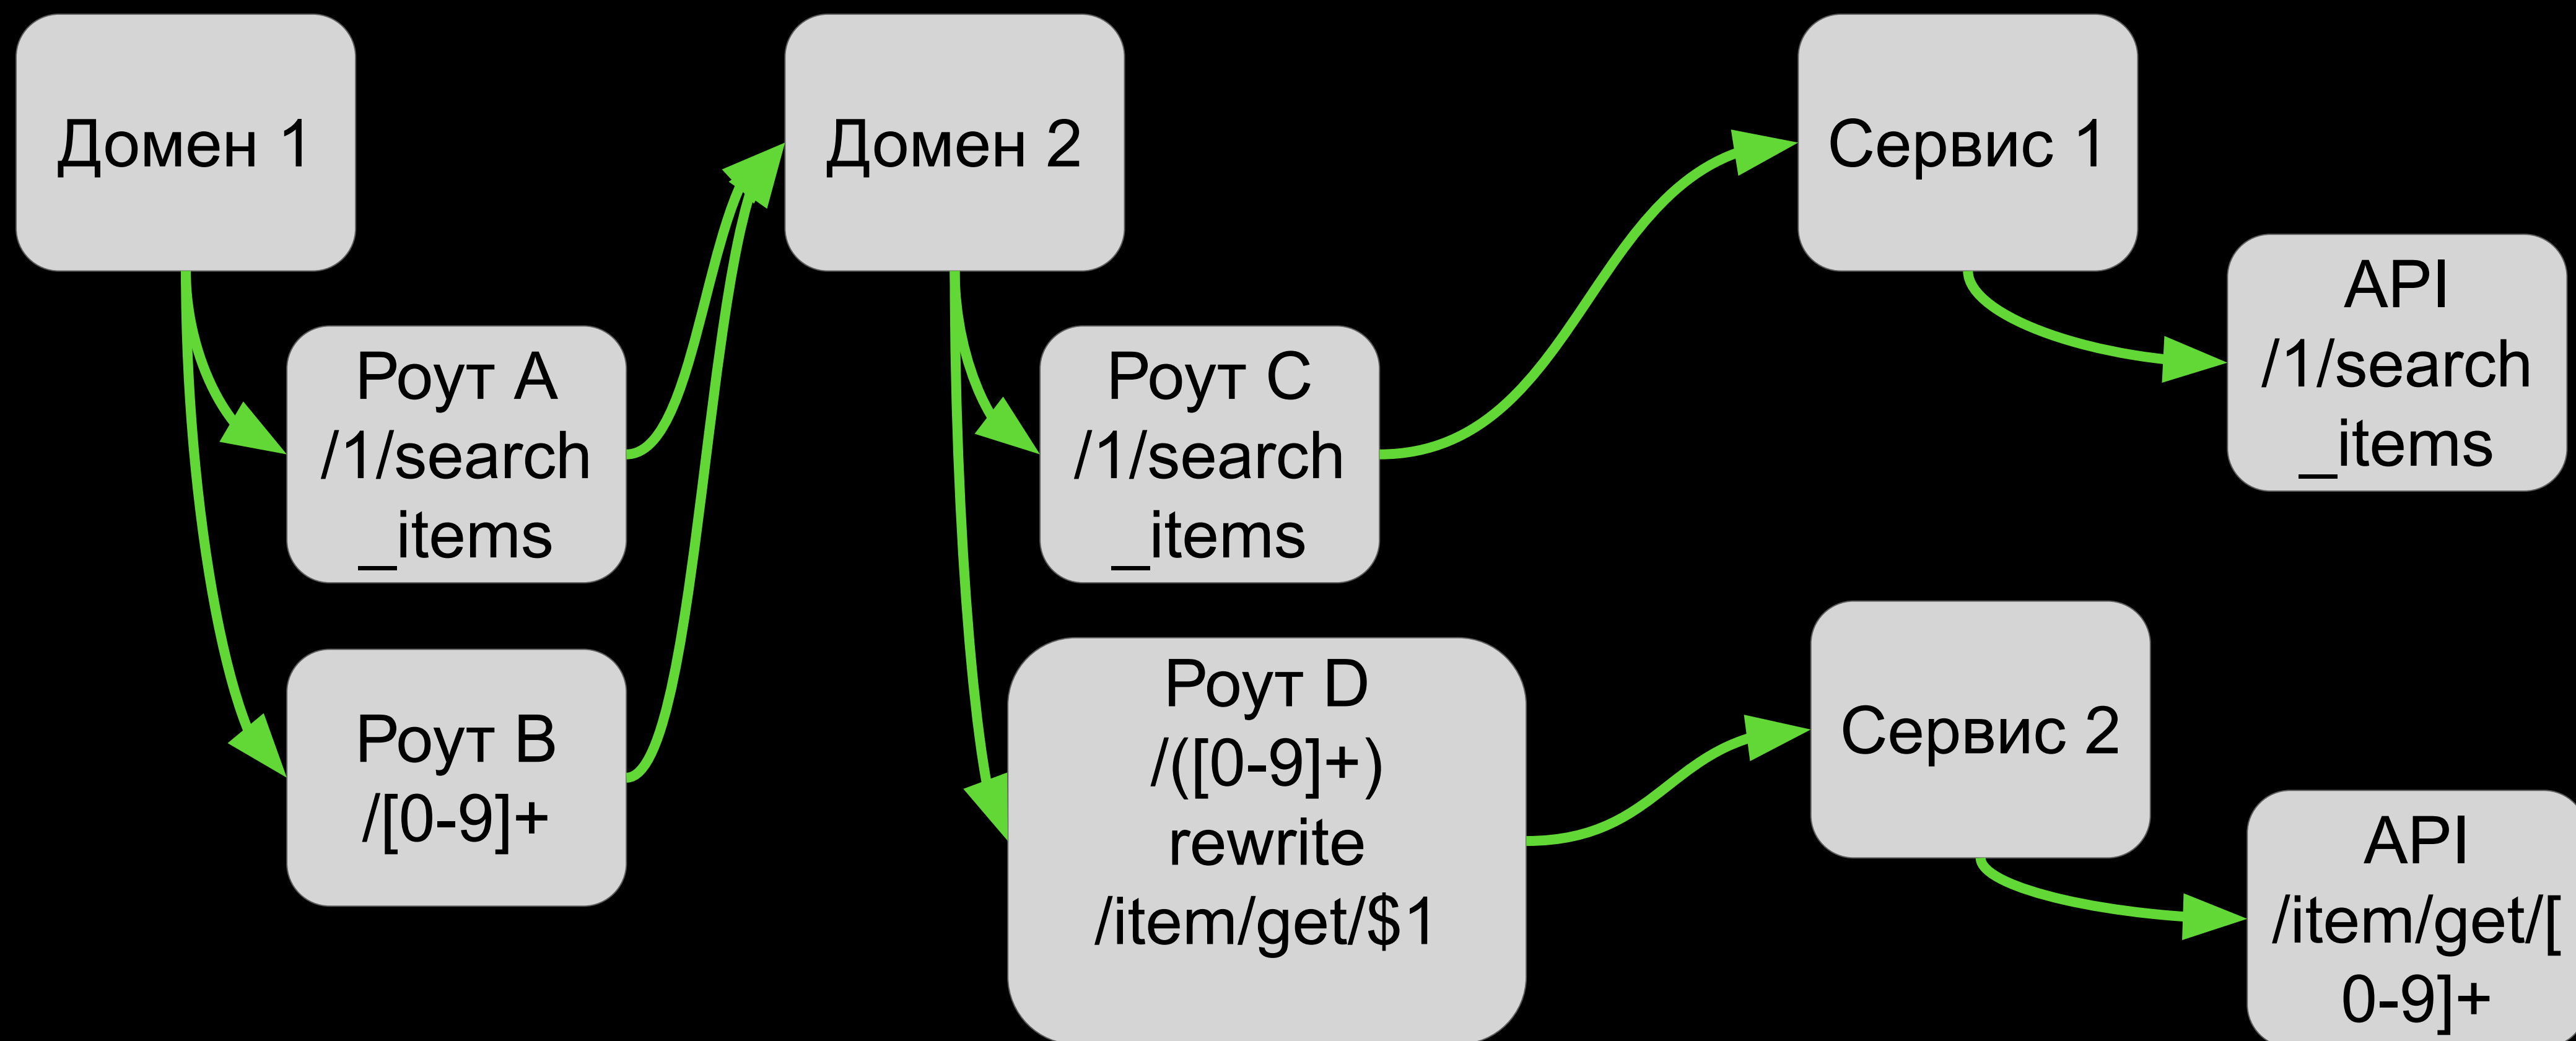 Домен 1
Домен 2
Сервис 1
Роут A
/1/search
_items
Роут C
/1/search
_items
API
/1/search
_items
Роут B
/[0-9]+
Роут D
/([0-9]+)
rewrite
/item/get/$1
Сервис 2
API
/item/get/[
0-9]+